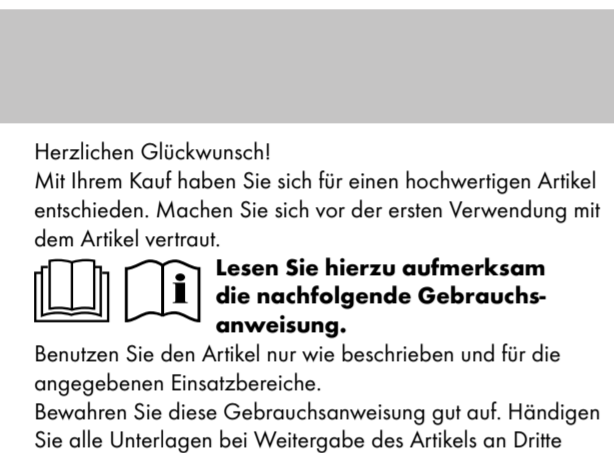 Herzlichen Glückwunsch!
Mit Ihrem Kauf haben Sie sich für einen hochwertigen Artikel
entschieden. Machen Sie sich vor der ersten Verwendung mit
dem Artikel vertraut.
Lesen Sie hierzu aufmerksam
die nachfolgende Gebrauchs-
anweisung.
Benutzen Sie den Artikel nur wie beschrieben und für die
angegebenen Einsatzbereiche.
Bewahren Sie diese Gebrauchsanweisung gut auf. Händigen
Sie alle Unterlagen bei Weitergabe des Artikels an Dritte